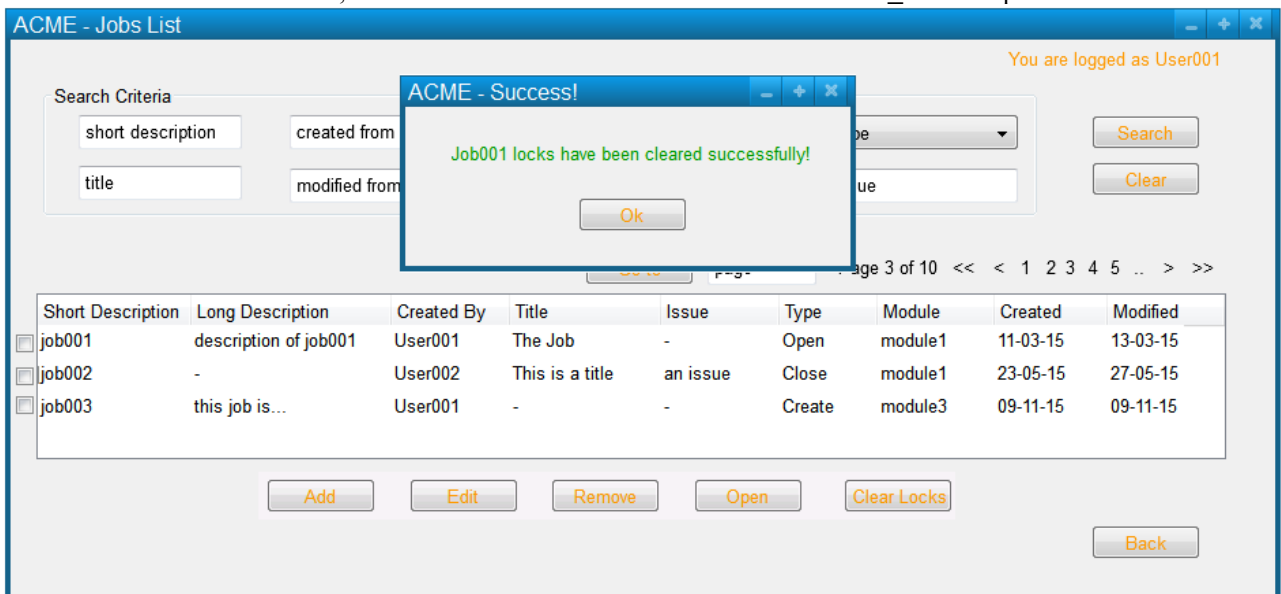 ACME - Jobs List
You are logged as User001
ACME - Success!
Search Criteria
short description created from Search
Job001 locks have been cleared successfully!
title modified from Clear
Ok
3 of 10 << < 1 2 3 4 5 .. > >>
Short Description Long Description Created By Title Issue Type Module Created Modified
job001 description of job001 User001 The Job - Open module1 11-03-15 13-03-15
job002 - User002 This is a title an issue Close module1 23-05-15 27-05-15
job003 this job is... User001 - - Create module3 09-11-15 09-11-15
Add Edit Remove Open Clear Locks
Back